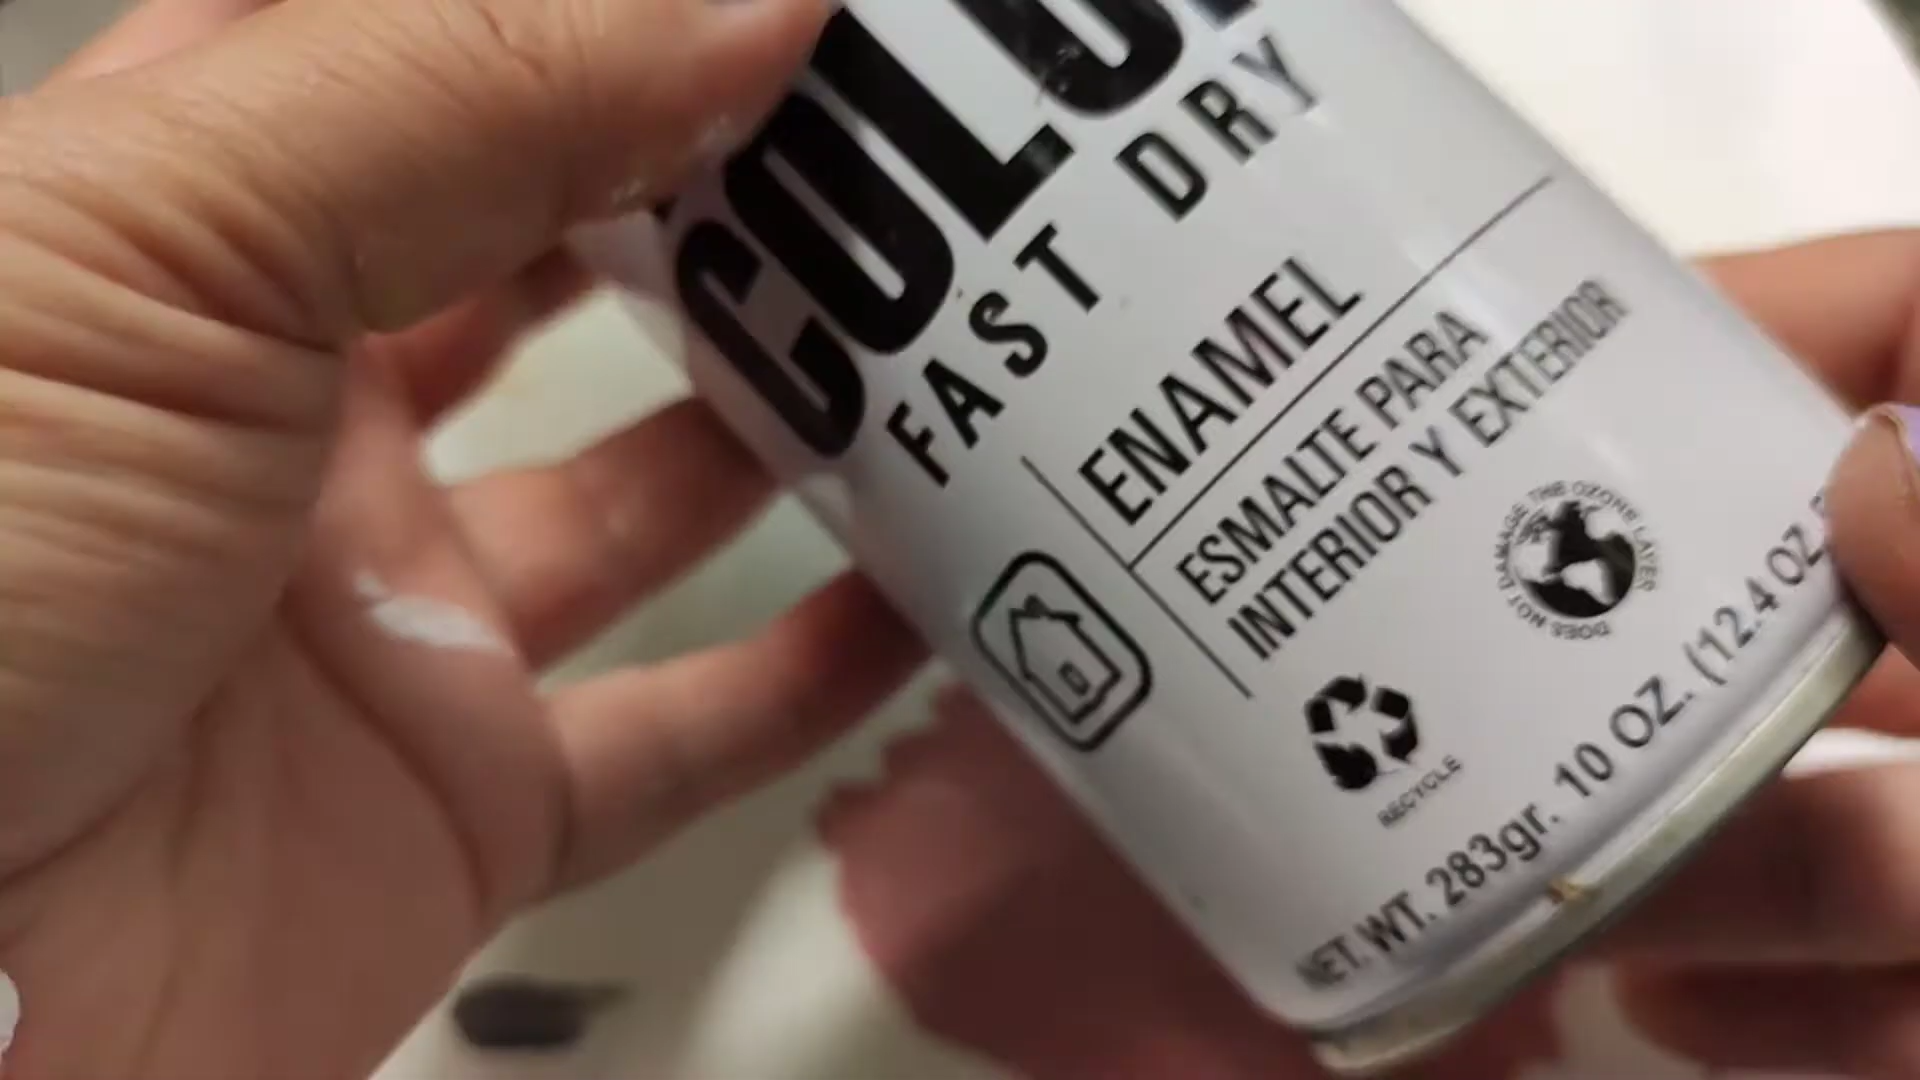 FAST DRY
ENAMEL
ESMALTE PARA
INTERIOR Y EXTERIOR
DOES NOT DAMAGE THE OZONE LAYER
RECYCLE
NET. WT. 283gr. 10 OZ. (12.4 OZ.